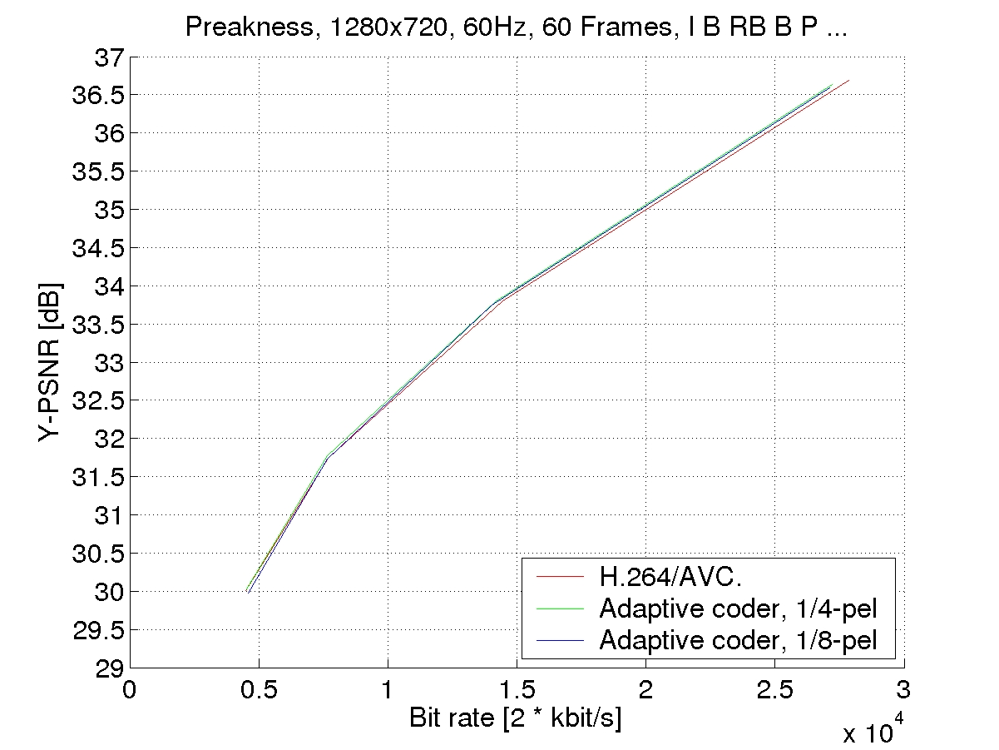 Preakness, 1280x720, 60Hz, 60 Frames, I B RB B P ...
37
36.5
36
35.5
35
34.5
34
33.5
33
32.5
32
31.5
31
30.5
30
29.5
29
Y-PSNR [dB]
H.264/AVC.
Adaptive coder, 1/4-pel
Adaptive coder, 1/8-pel
0 0.5 1 1.5 2 2.5 3
Bit rate [2 * kbit/s]
x 10^4